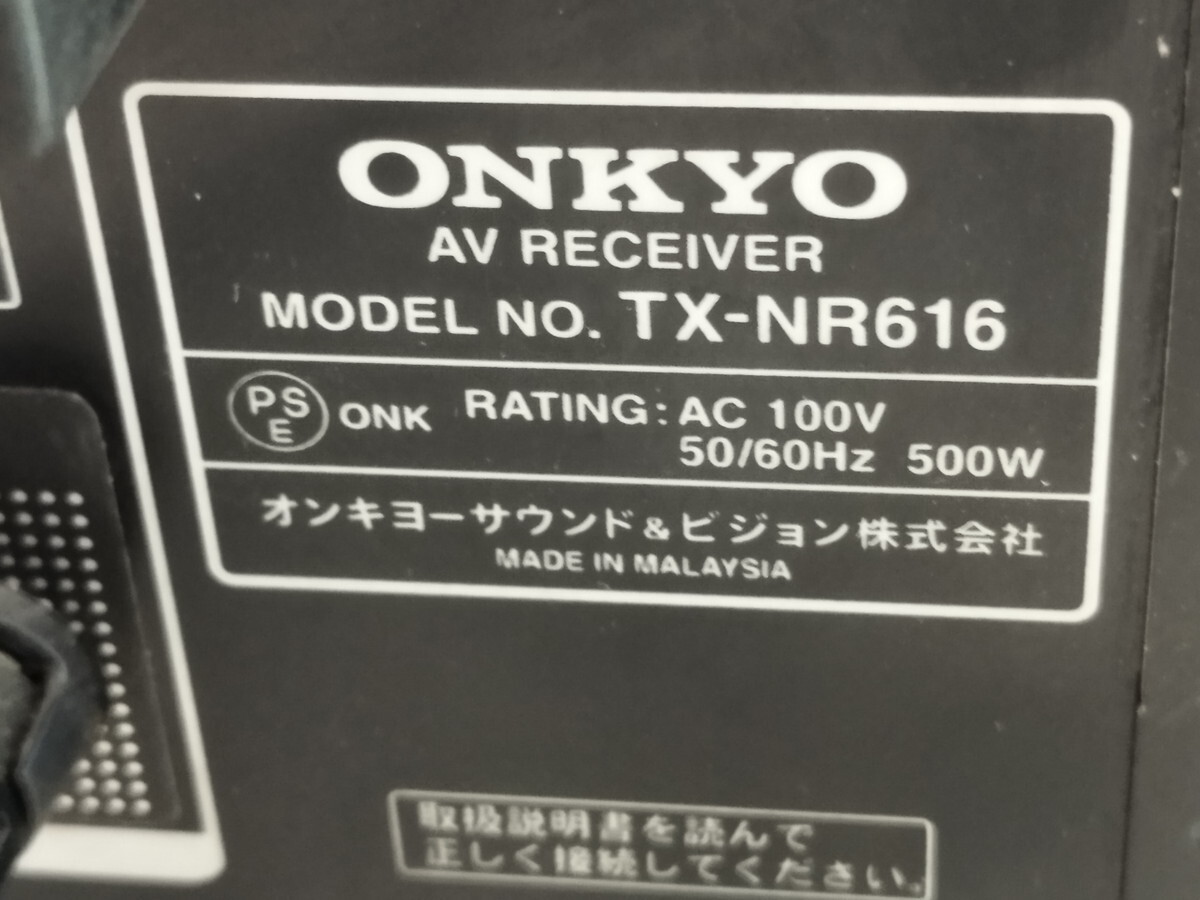 ONKYO
AV RECEIVER
MODEL NO. TX-NR616
PS
E
ONK RATING: AC 100V
50/60Hz 500W
オンキヨーサウンド&ビジョン株式会社
MADE IN MALAYSIA
取扱説明書を読んで
正しく接続してください。